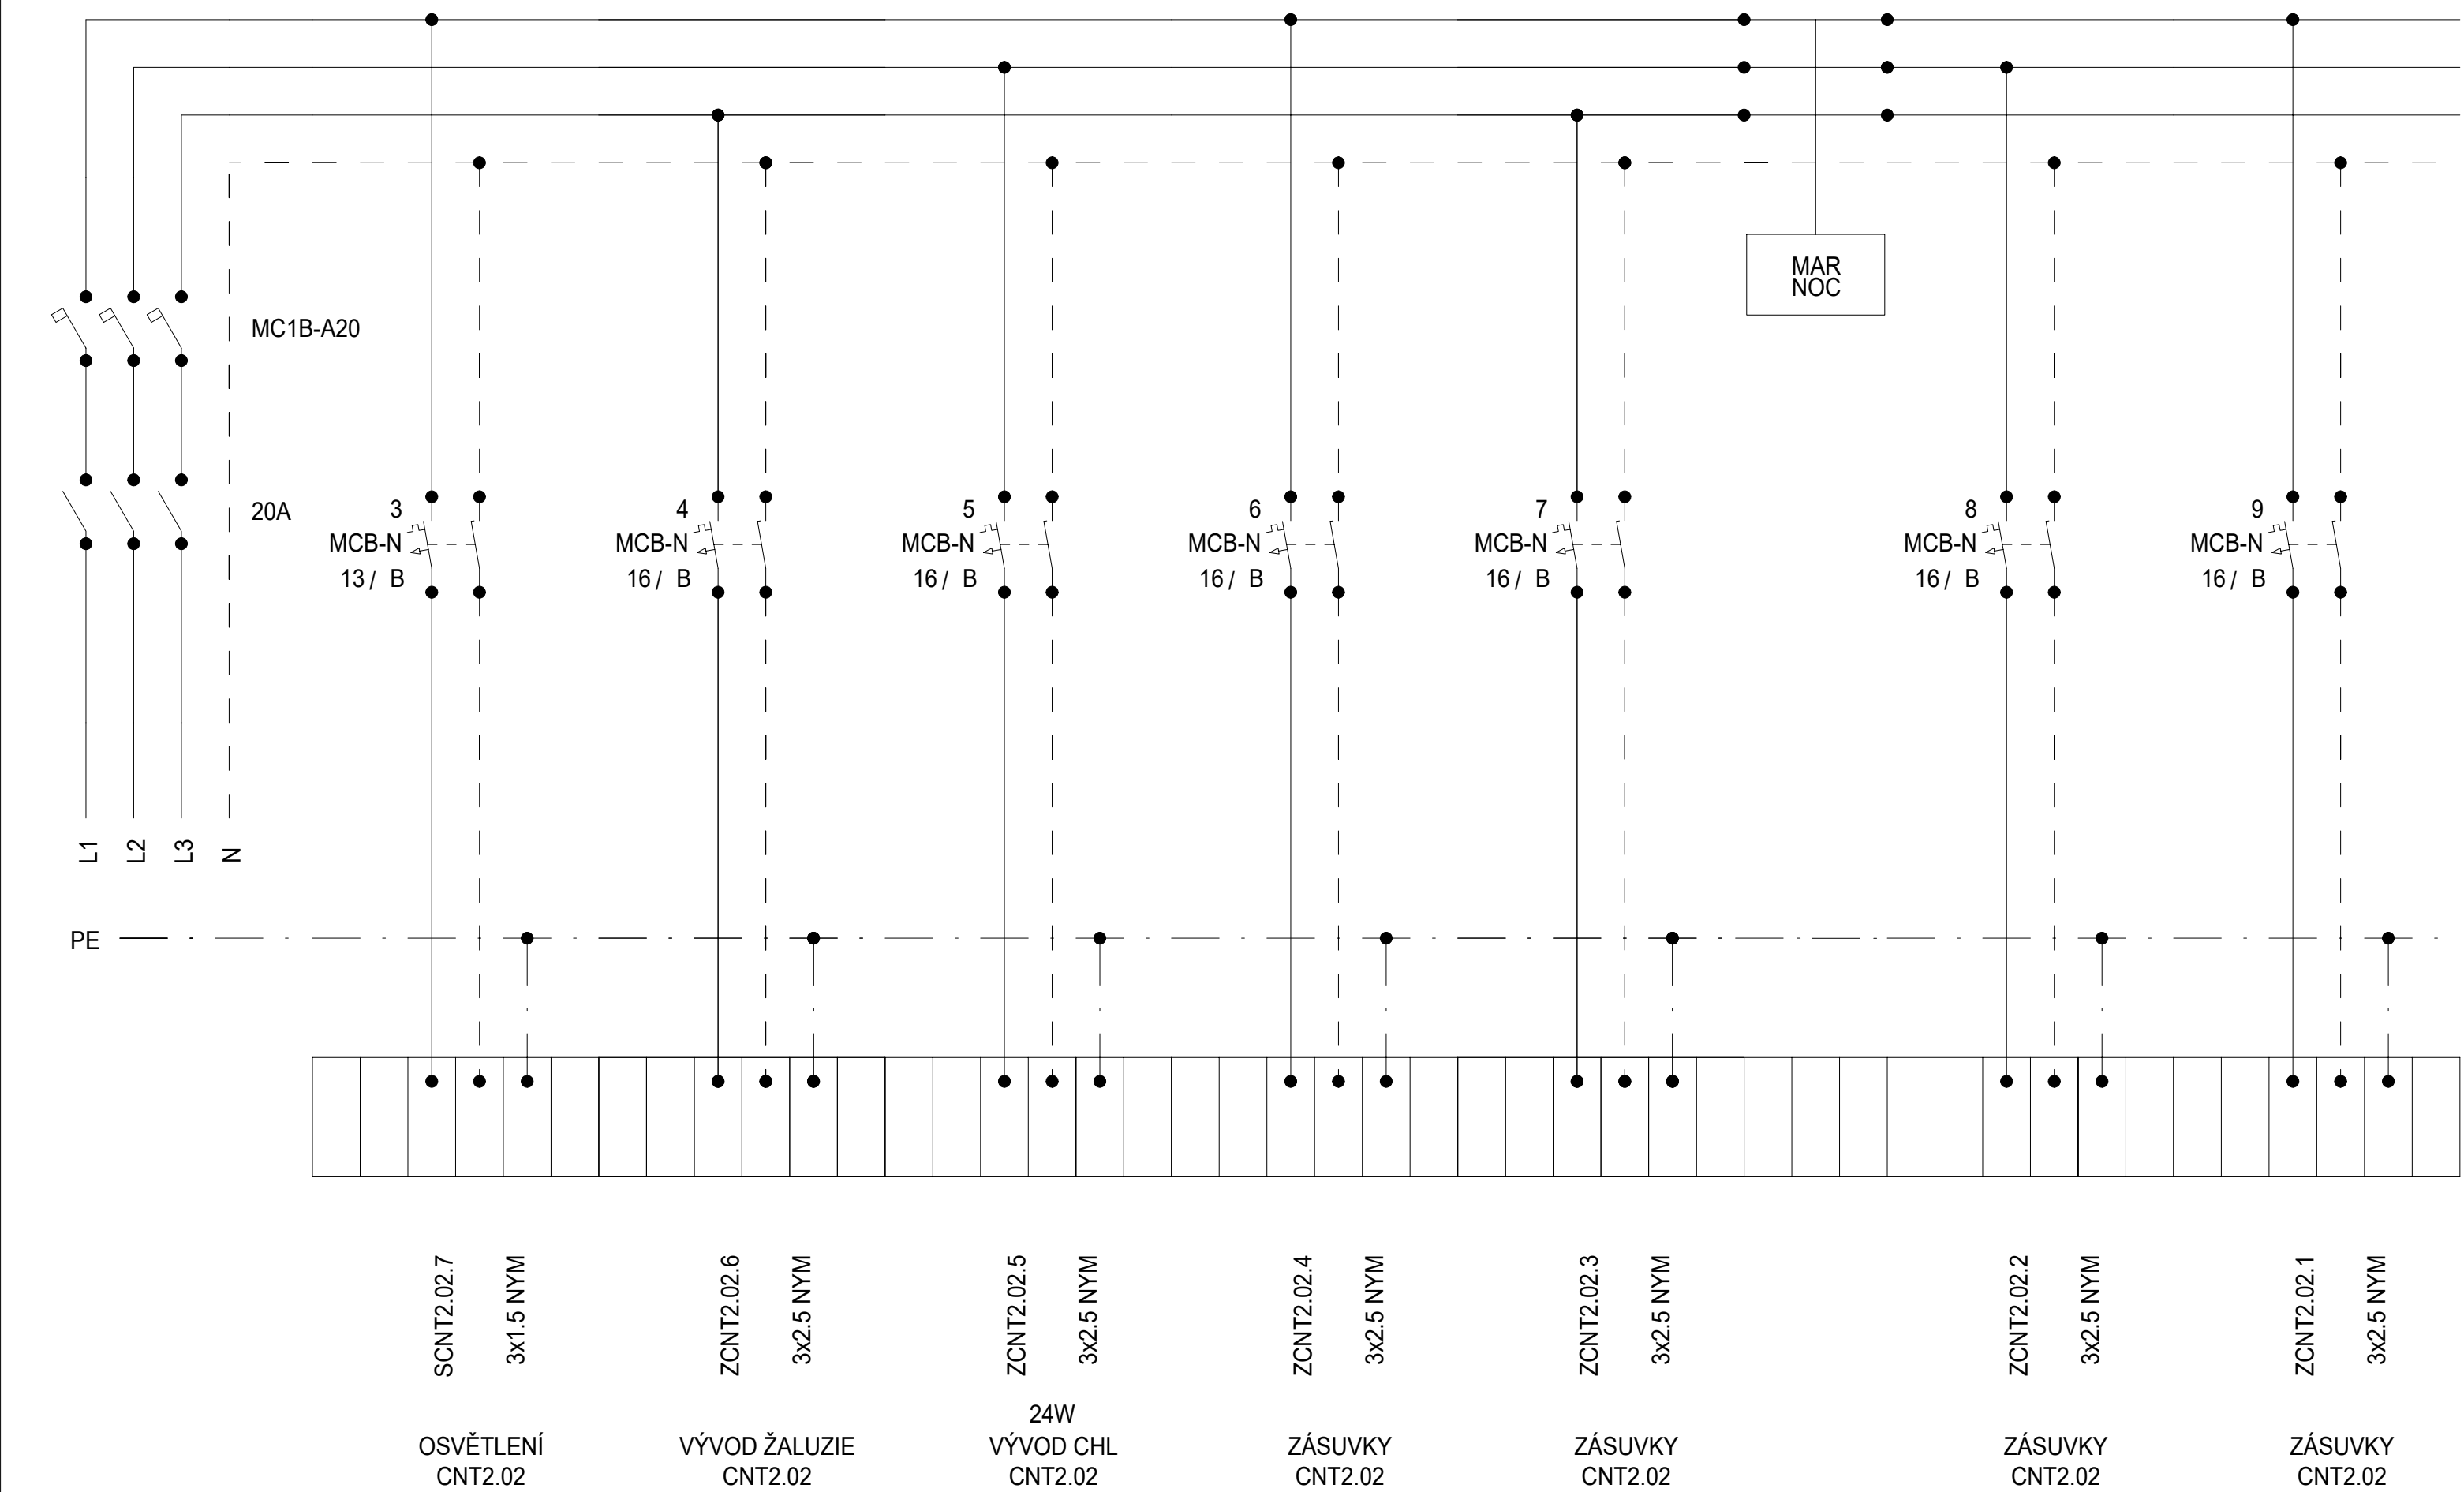 MAR
NOC
MC1B-A20
20A
3
MCB-N
13 / B
4
MCB-N
16 / B
5
MCB-N
16 / B
6
MCB-N
16 / B
7
MCB-N
16 / B
8
MCB-N
16 / B
9
MCB-N
16 / B
L1
L2
L3
N
PE
SCNT2.02.7
3x1.5 NYM
ZCNT2.02.6
3x2.5 NYM
ZCNT2.02.5
3x2.5 NYM
ZCNT2.02.4
3x2.5 NYM
ZCNT2.02.3
3x2.5 NYM
ZCNT2.02.2
3x2.5 NYM
ZCNT2.02.1
3x2.5 NYM
OSVĚTLENÍ
CNT2.02
VÝVOD ŽALUZIE
CNT2.02
24W
VÝVOD CHL
CNT2.02
ZÁSUVKY
CNT2.02
ZÁSUVKY
CNT2.02
ZÁSUVKY
CNT2.02
ZÁSUVKY
CNT2.02